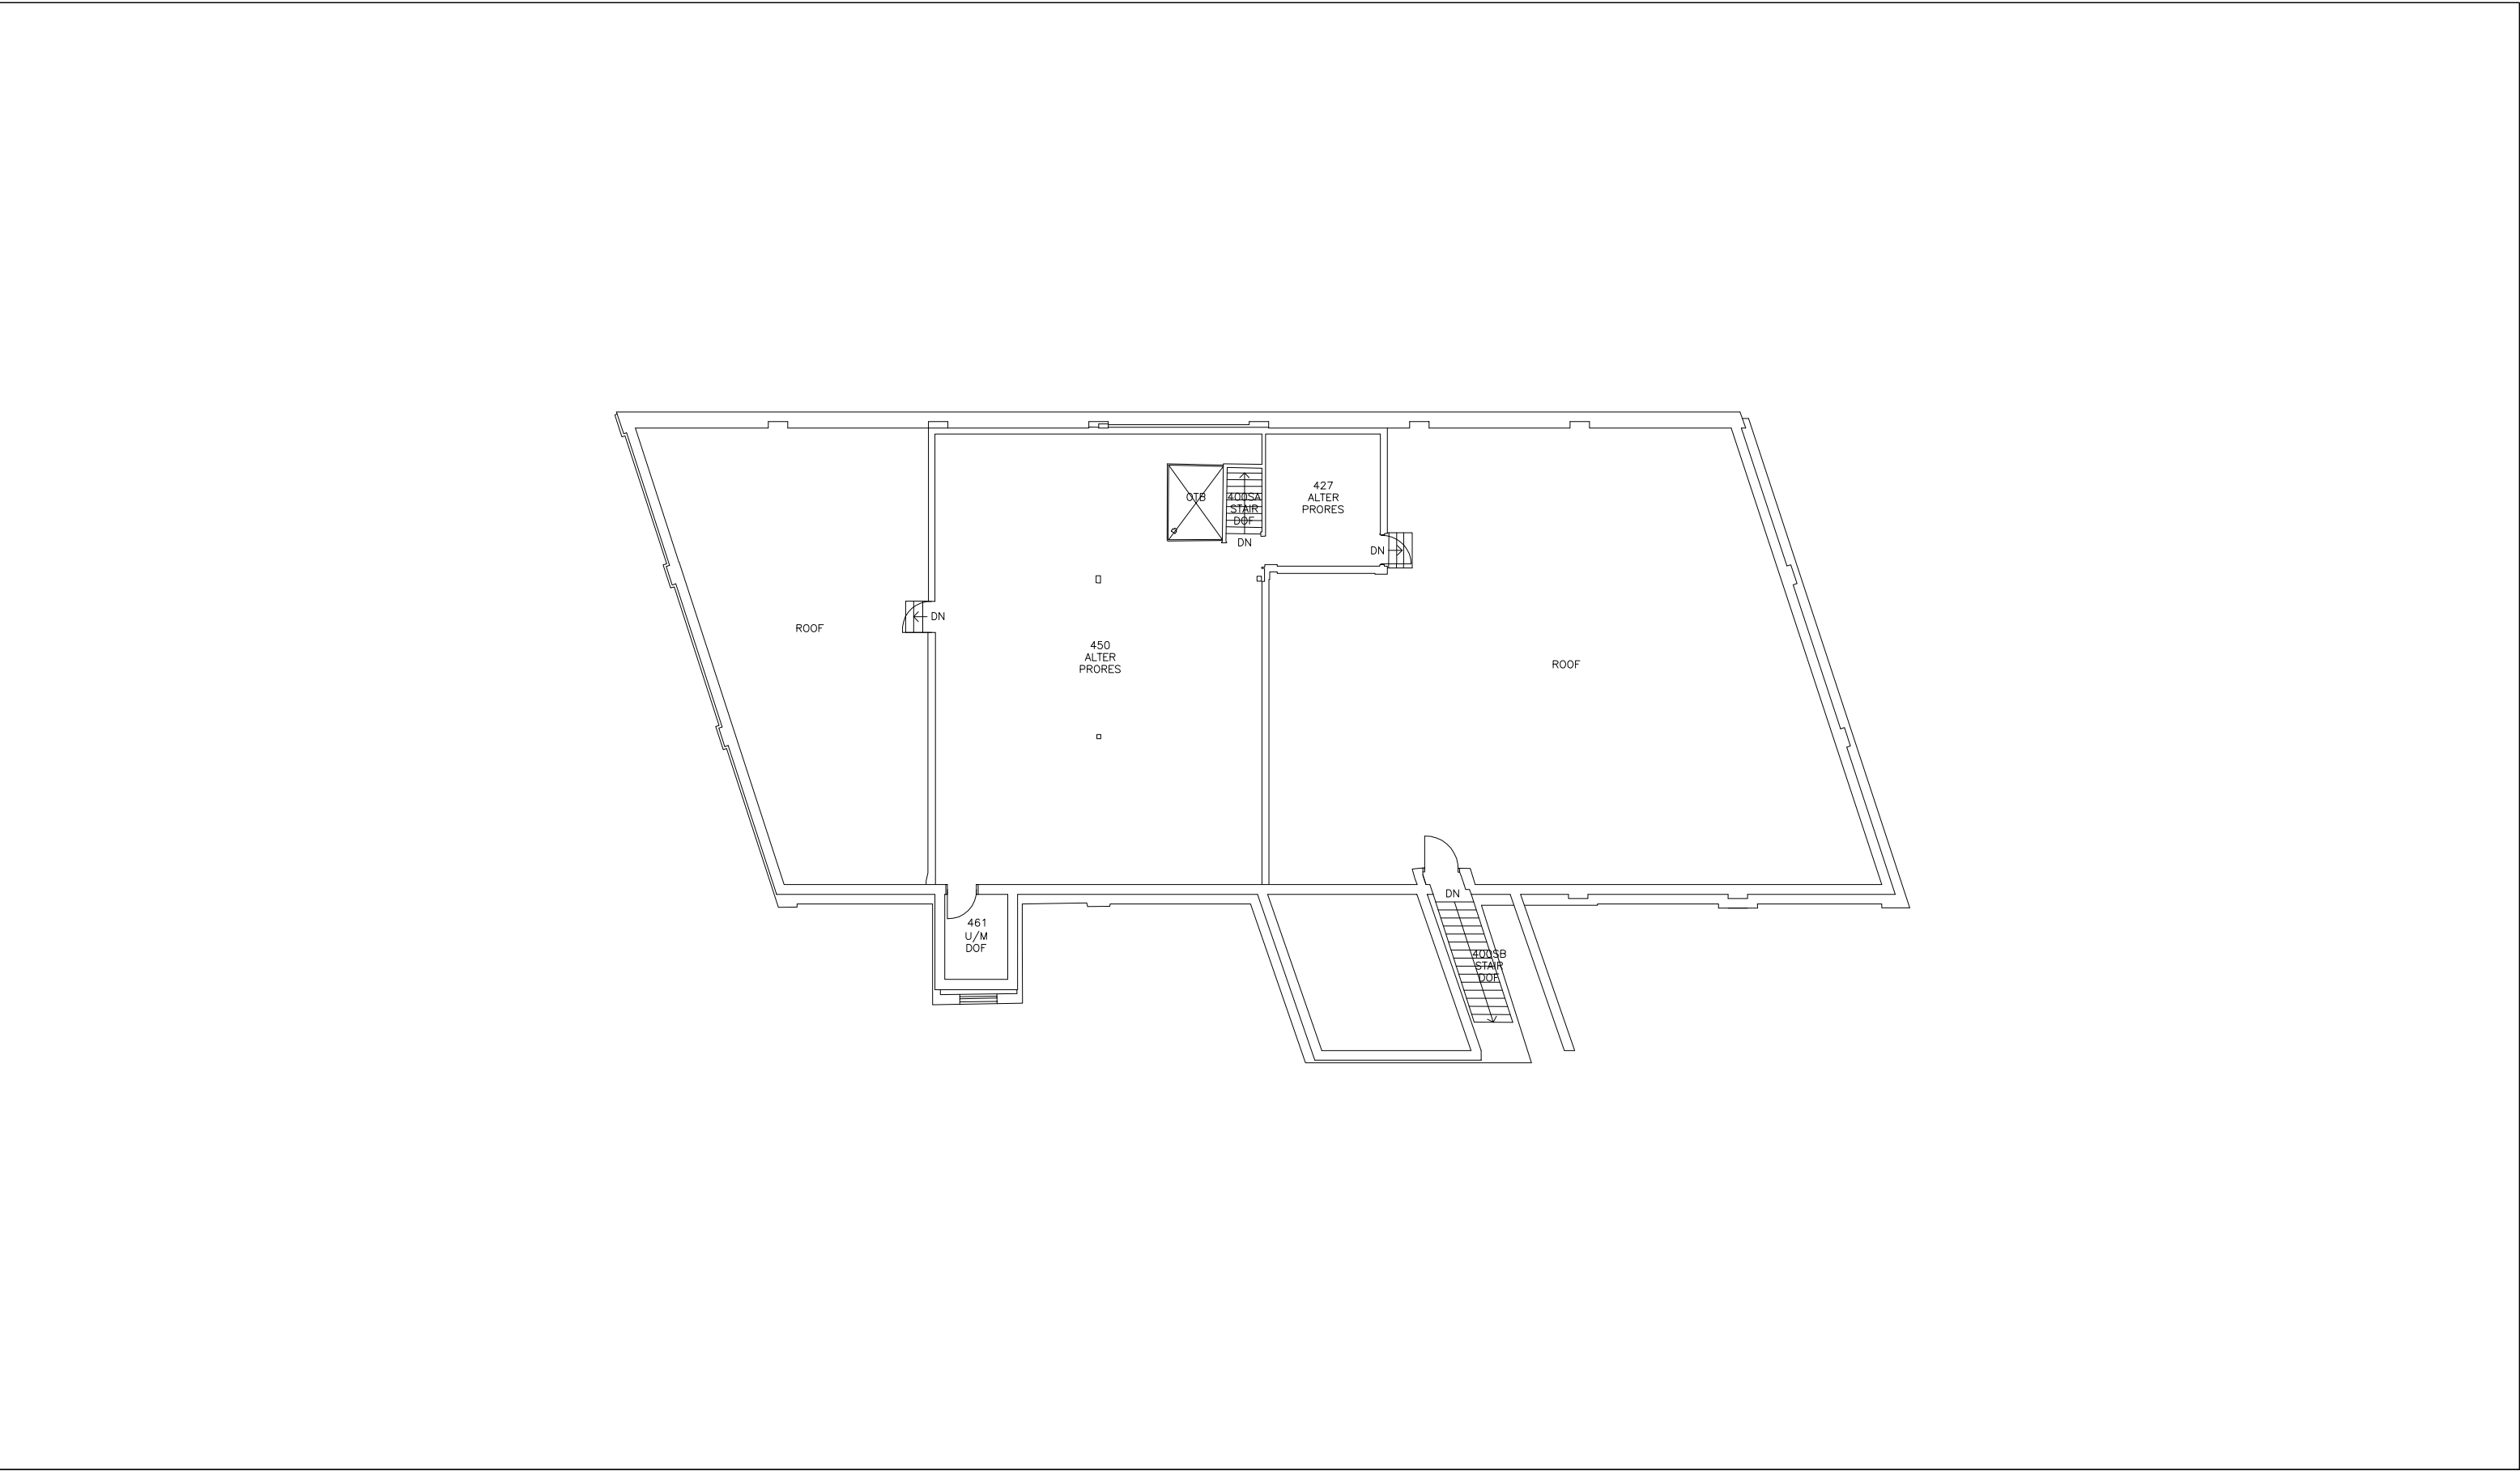 427
ALTER
PRORES
OTB
400SA
STAIR
DOF
DN
DN
DN
ROOF
450
ALTER
PRORES
ROOF
DN
461
U/M
DOF
400SB
STAIR
DOF